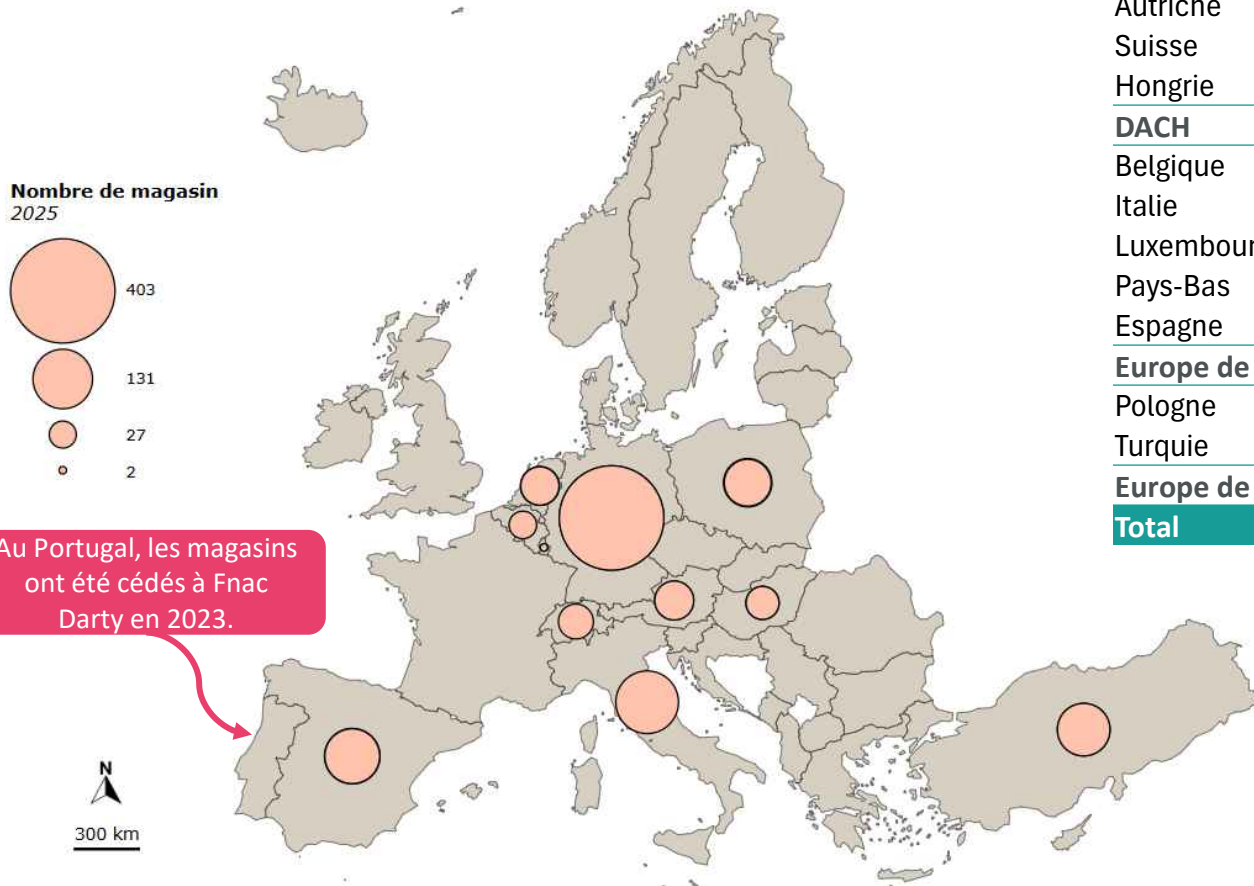 Autriche
Suisse
Hongrie
DACH
Belgique
Italie
Luxembour
Pays-Bas
Espagne
Europe de
Pologne
Turquie
Europe de
Total
Nombre de magasin
2025
403
131
27
2
Au Portugal, les magasins
ont été cédés à Fnac
Darty en 2023.
N
300 km